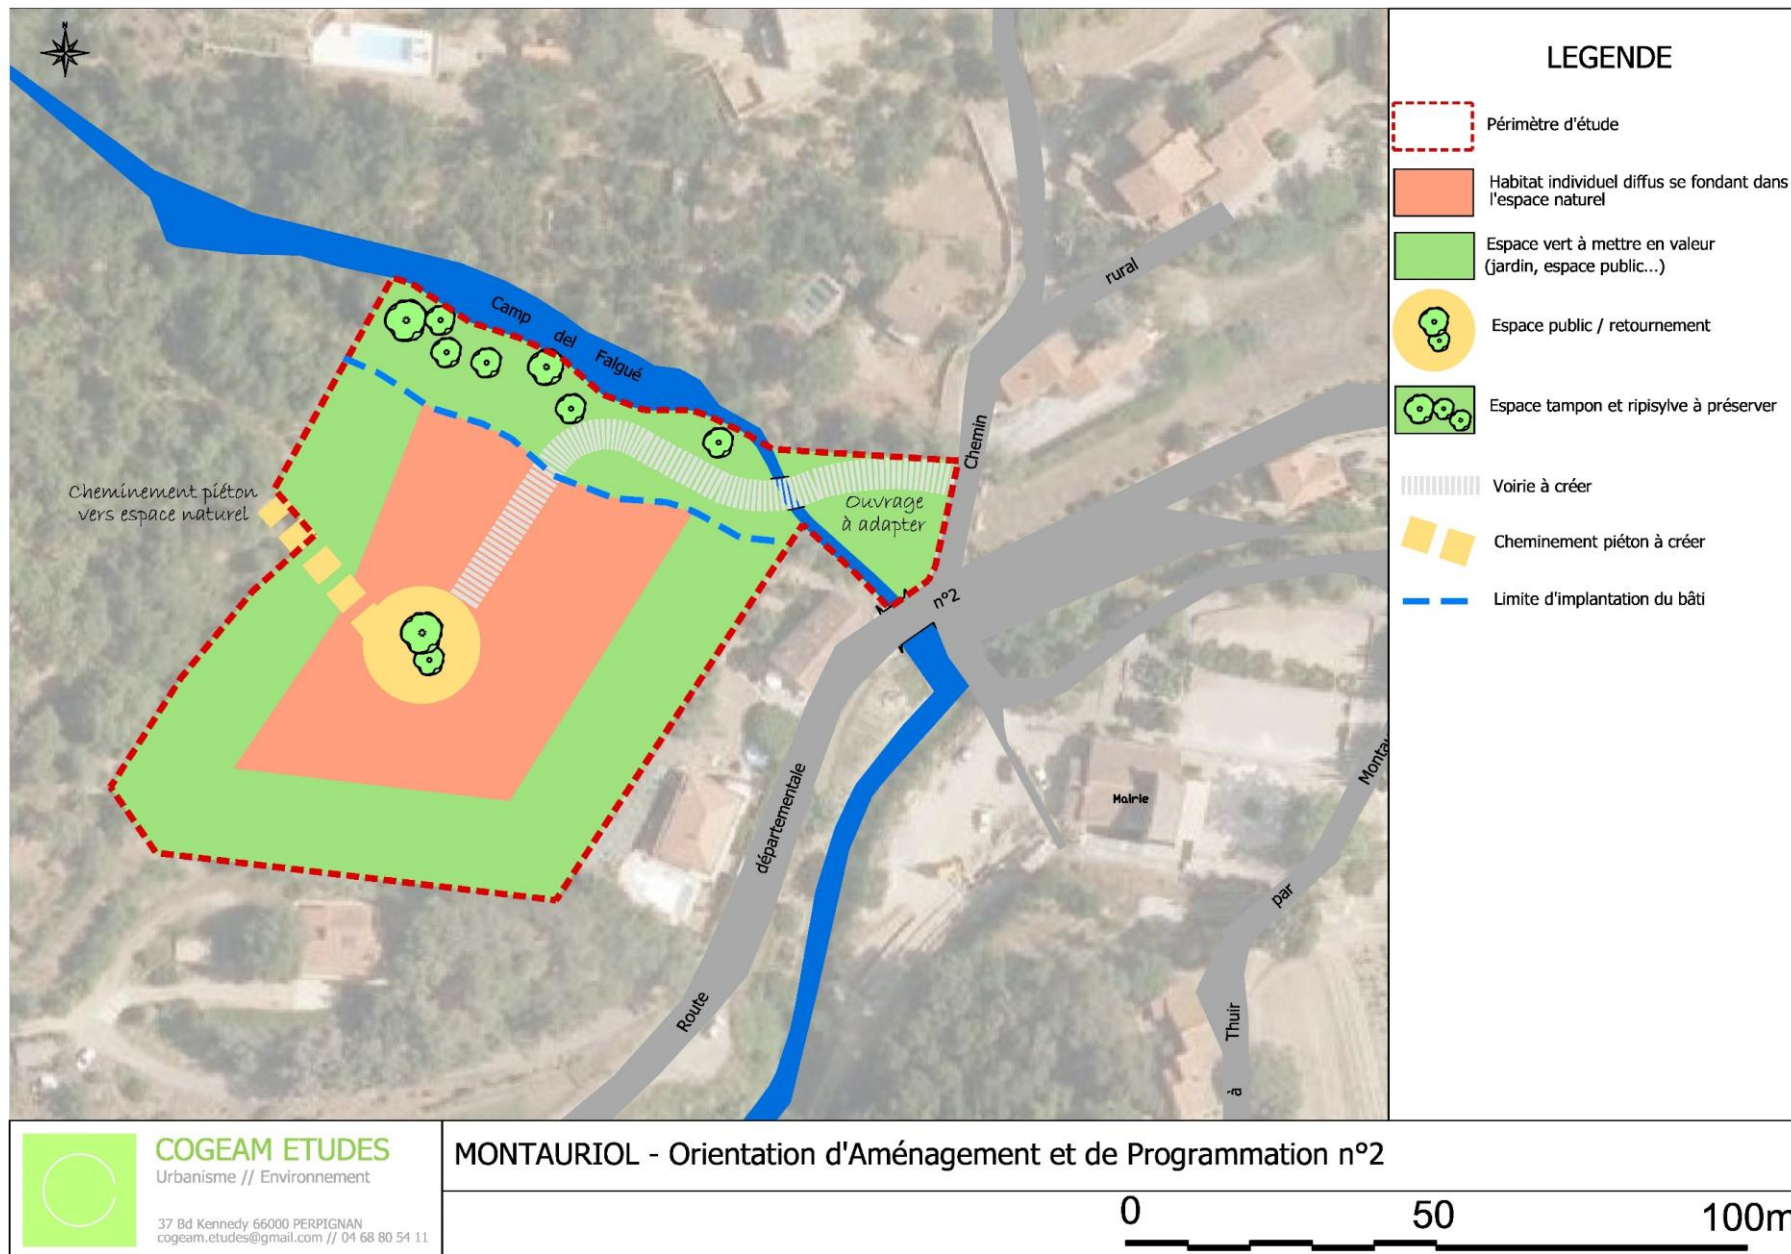 N
Camp del Falgué
rural
Chemin
Cheminement piéton
vers espace naturel
Ouvrage
à adapter
n°2
départementale
Route
Mairie
par
Thuir
à
LEGENDE
Périmètre d'étude
Habitat individuel diffus se fondant dans
l'espace naturel
Espace vert à mettre en valeur
(jardin, espace public...)
Espace public / retournement
Espace tampon et ripisylve à préserver
Voirie à créer
Cheminement piéton à créer
Limite d'implantation du bâti
COGEAM ETUDES
Urbanisme // Environnement
37 Bd Kennedy 66000 PERPIGNAN
cogeam.etudes@gmail.com // 04 68 80 54 11
MONTAURIOL - Orientation d'Aménagement et de Programmation n°2
0 50 100m